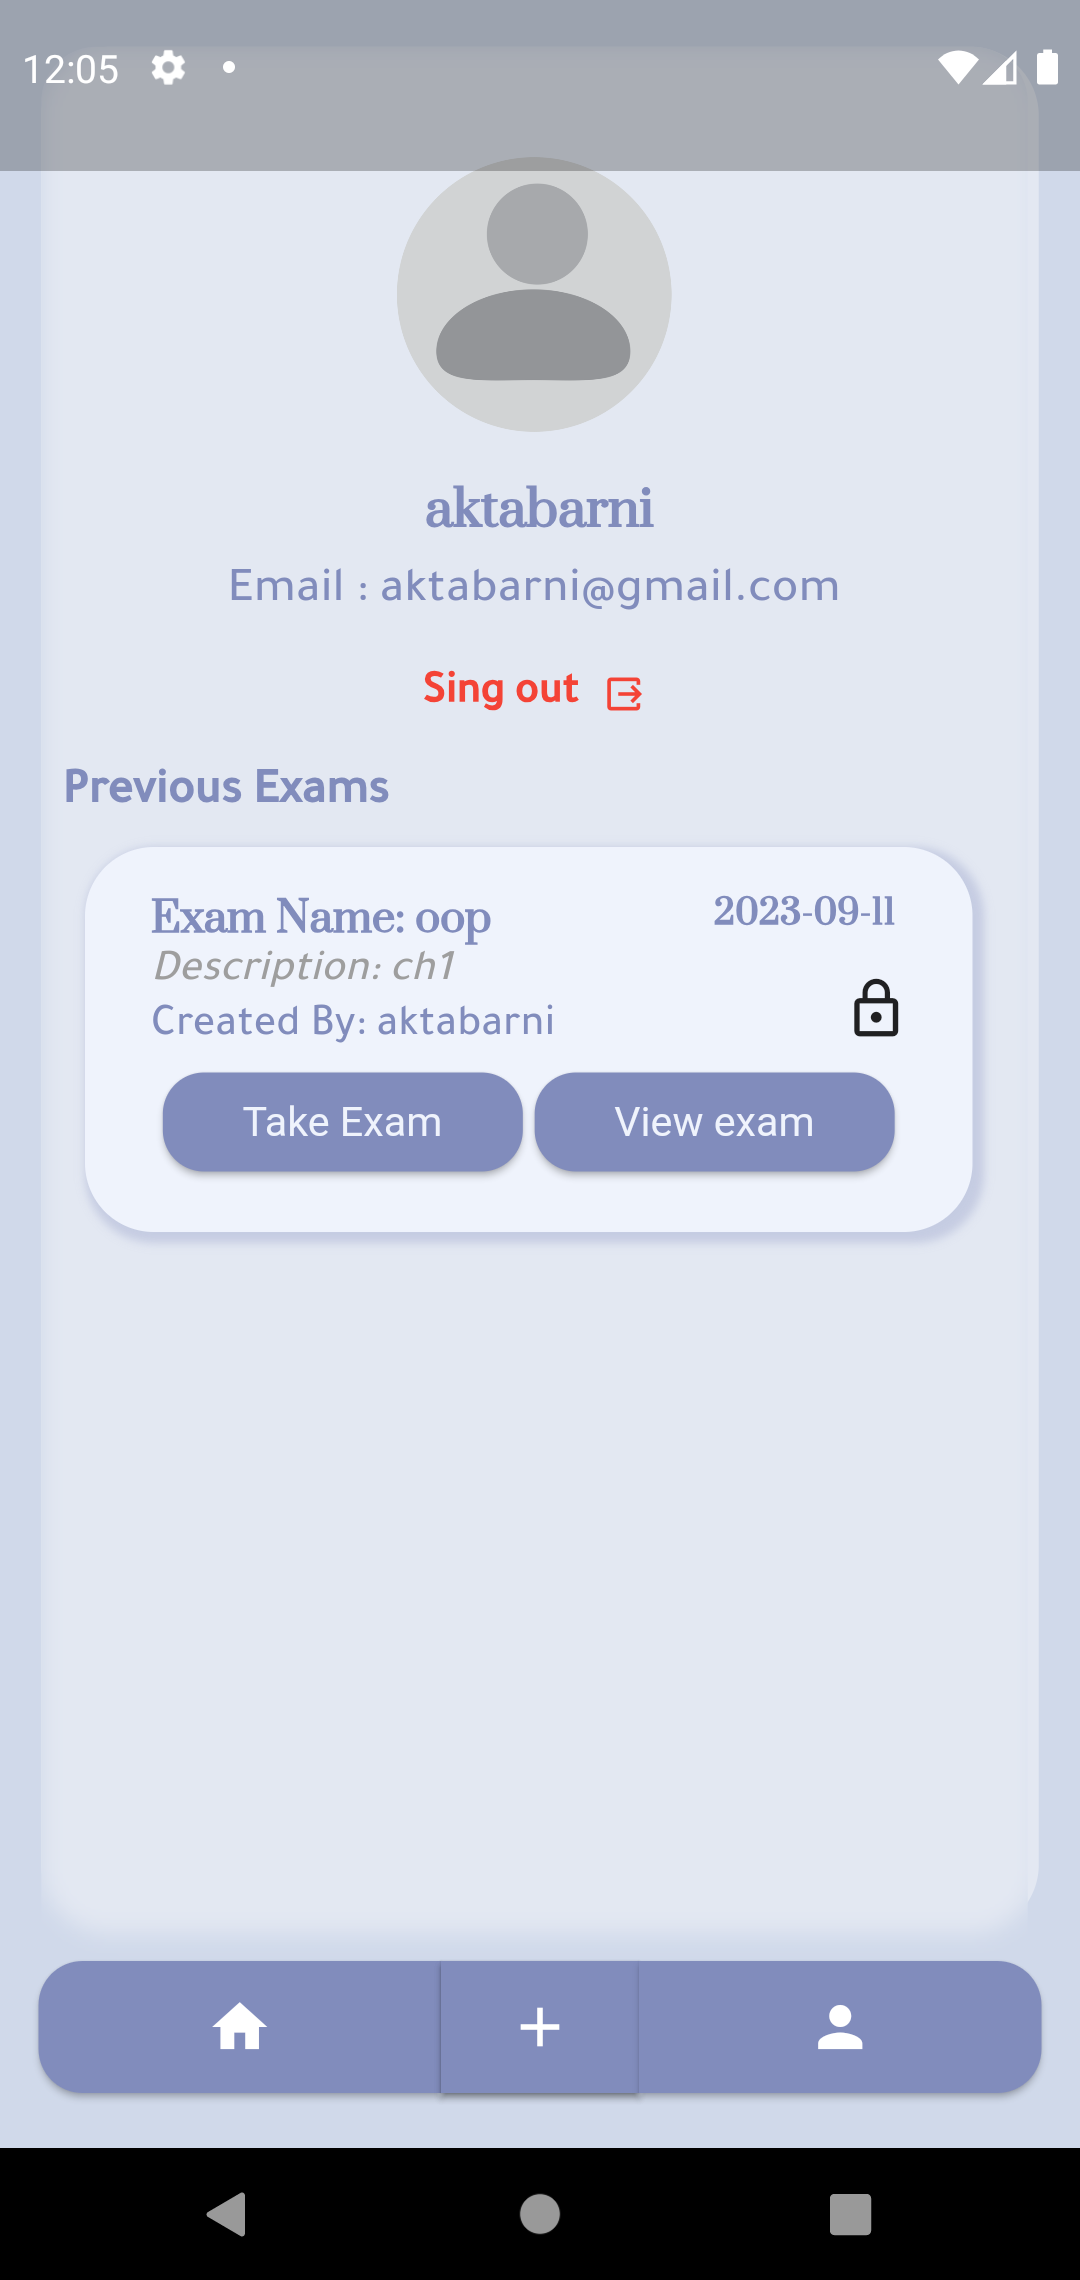 12:05
aktabarni
Email : aktabarni@gmail.com
Sing out
Previous Exams
Exam Name: oop
2023-09-11
Description: ch1
Created By: aktabarni
Take Exam
View exam